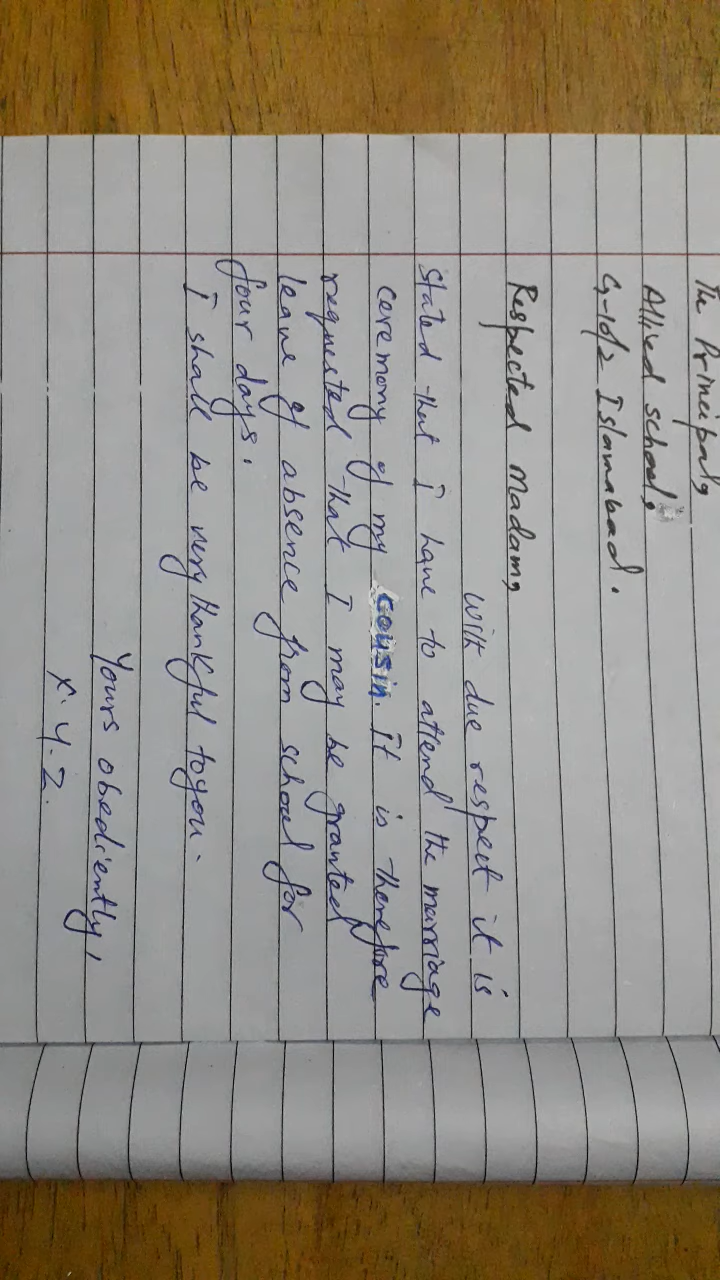 The Principal,
Allied school,
G-10/2 Islamabad.
Respected Madam,
With due respect it is
stated that I have to attend the marriage
ceremony of my cousin. It is therefore
requested that I may be granted
leave of absence from school for
four days.
I shall be very thankful to you.
Yours obediently,
X.Y.Z.